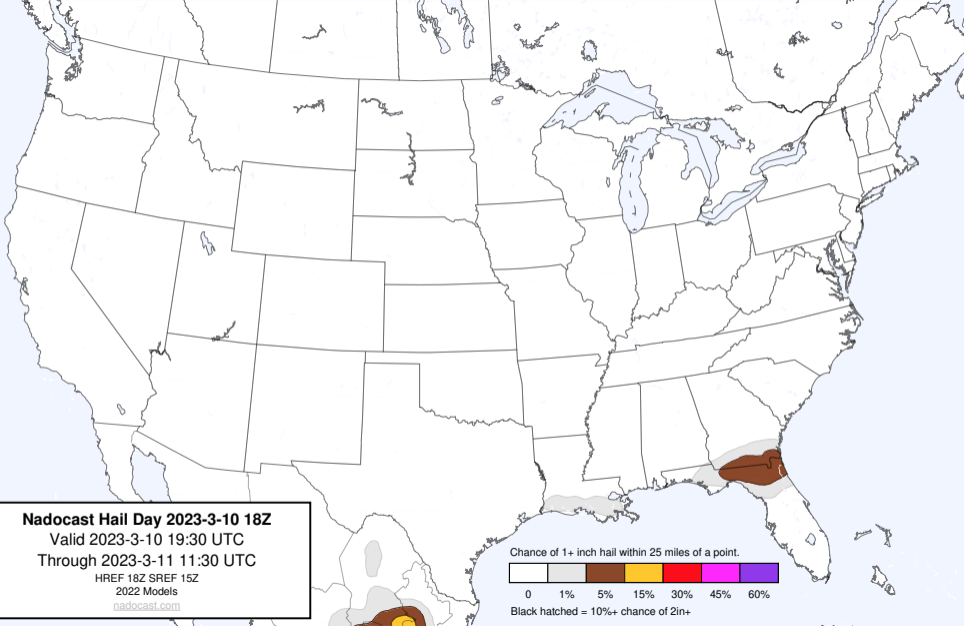 Nadocast Hail Day 2023-3-10 18Z
Valid 2023-3-10 19:30 UTC
Through 2023-3-11 11:30 UTC
HREF 18Z SREF 15Z
2022 Models
nadocast.com
Chance of 1+ inch hail within 25 miles of a point.
0 1% 5% 15% 30% 45% 60%
Black hatched = 10%+ chance of 2in+